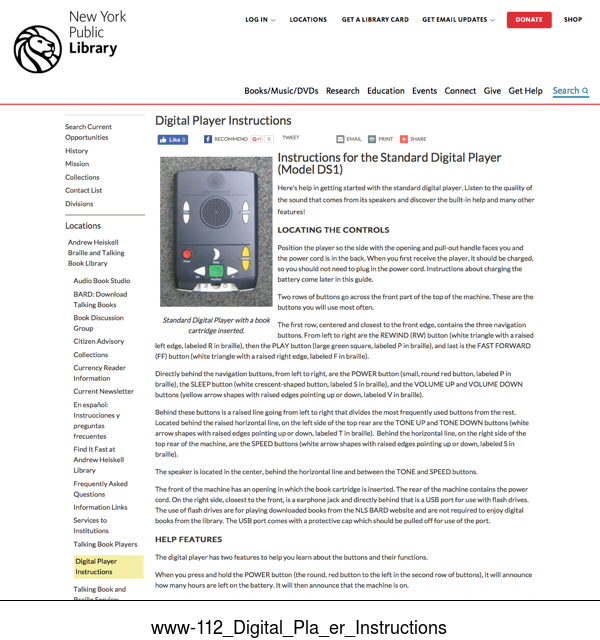 New York
Public
Library
LOG IN
LOCATIONS
GET A LIBRARY CARD
GET EMAIL UPDATES
DONATE
SHOP
Books/Music/DVDs Research Education Events Connect Give Get Help Search
Search Current
Opportunities
History
Mission
Collections
Contact List
Divisions
Locations
Andrew Heiskell
Braille and Talking
Book Library
Audio Book Studio
BARD: Download
Talking Books
Book Discussion
Group
Citizen Advisory
Collections
Currency Reader
Information
Current Newsletter
En español:
Instrucciones y
preguntas
frecuentes
Find It Fast at
Andrew Heiskell
Library
Frequently Asked
Questions
Information Links
Services to
Institutions
Talking Book Players
Digital Player
Instructions
Talking Book and
Digital Player Instructions
Like 0
RECOMMEND
G+1 0
TWEET
EMAIL
PRINT
SHARE
Standard Digital Player with a book
cartridge inserted.
Instructions for the Standard Digital Player
(Model DS1)
Here's help in getting started with the standard digital player. Listen to the quality of
the sound that comes from its speakers and discover the built-in help and many other
features!
LOCATING THE CONTROLS
Position the player so the side with the opening and pull-out handle faces you and
the power cord is in the back. When you first receive the player, it should be charged,
so you should not need to plug in the power cord. Instructions about charging the
battery come later in this guide.
Two rows of buttons go across the front part of the top of the machine. These are the
buttons you will use most often.
The first row, centered and closest to the front edge, contains the three navigation
buttons. From left to right are the REWIND (RW) button (white triangle with a raised
left edge, labeled R in braille), then the PLAY button (large green square, labeled P in braille), and last is the FAST FORWARD
(FF) button (white triangle with a raised right edge, labeled F in braille).
Directly behind the navigation buttons, from left to right, are the POWER button (small, round red button, labeled P in
braille), the SLEEP button (white crescent-shaped button, labeled S in braille), and the VOLUME UP and VOLUME DOWN
buttons (yellow arrow shapes with raised edges pointing up or down, labeled V in braille).
Behind these buttons is a raised line going from left to right that divides the most frequently used buttons from the rest.
Located behind the raised horizontal line, on the left side of the top rear are the TONE UP and TONE DOWN buttons (white
arrow shapes with raised edges pointing up or down, labeled T in braille). Behind the horizontal line, on the right side of the
top rear of the machine, are the SPEED buttons (white arrow shapes with raised edges pointing up or down, labeled S in
braille).
The speaker is located in the center, behind the horizontal line and between the TONE and SPEED buttons.
The front of the machine has an opening in which the book cartridge is inserted. The rear of the machine contains the power
cord. On the right side, closest to the front, is a earphone jack and directly behind that is a USB port for use with flash drives.
The use of flash drives are for playing downloaded books from the NLS BARD website and are not required to enjoy digital
books from the library. The USB port comes with a protective cap which should be pulled off for use of the port.
HELP FEATURES
The digital player has two features to help you learn about the buttons and their functions.
When you press and hold the POWER button (the round, red button to the left in the second row of buttons), it will announce
how many hours are left on the battery. It will then announce that the machine is on.
www-112_Digital_Pla_er_Instructions